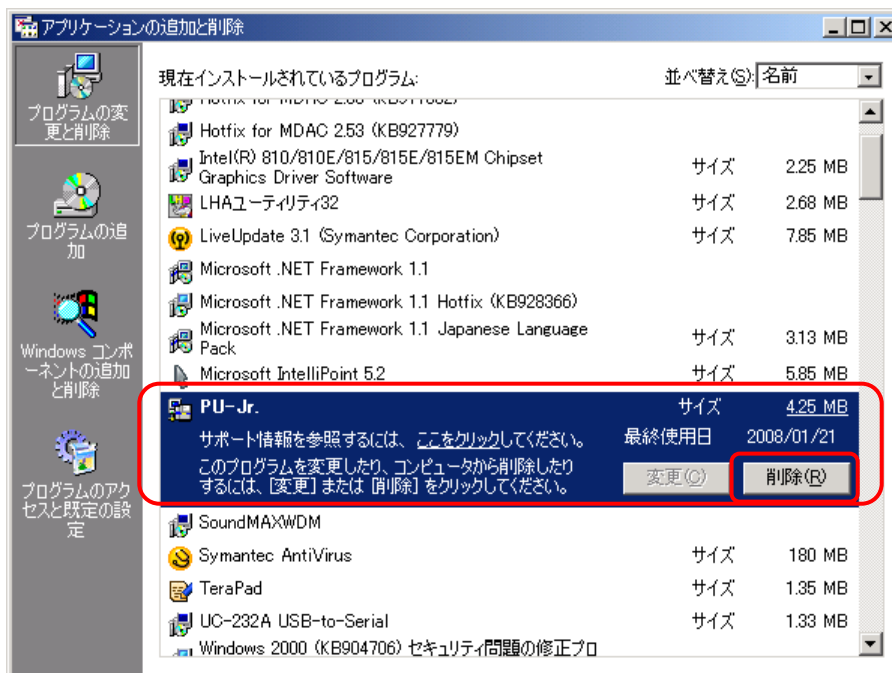 アプリケーションの追加と削除
プログラムの変
更と削除
プログラムの追
加
Windows コンポ
ーネントの追加
と削除
プログラムのアク
セスと既定の設
定
現在インストールされているプログラム:
並べ替え(S): 名前
Hotfix for MDAC 2.53 (KB927779)
Intel(R) 810/810E/815/815E/815EM Chipset
Graphics Driver Software
サイズ 2.25 MB
LHAユーティリティ32 サイズ 2.68 MB
LiveUpdate 3.1 (Symantec Corporation) サイズ 7.85 MB
Microsoft .NET Framework 1.1
Microsoft .NET Framework 1.1 Hotfix (KB928366)
Microsoft .NET Framework 1.1 Japanese Language
Pack
サイズ 3.13 MB
Microsoft IntelliPoint 5.2 サイズ 5.85 MB
PU-Jr. サイズ 4.25 MB
サポート情報を参照するには、ここをクリックしてください。 最終使用日 2008/01/21
このプログラムを変更したり、コンピュータから削除したり
するには、[変更] または [削除] をクリックしてください。
変更(C) 削除(R)
SoundMAXWDM
Symantec AntiVirus サイズ 180 MB
TeraPad サイズ 1.35 MB
UC-232A USB-to-Serial サイズ 1.33 MB
Windows 2000 (KB904706) セキュリティ問題の修正プロ